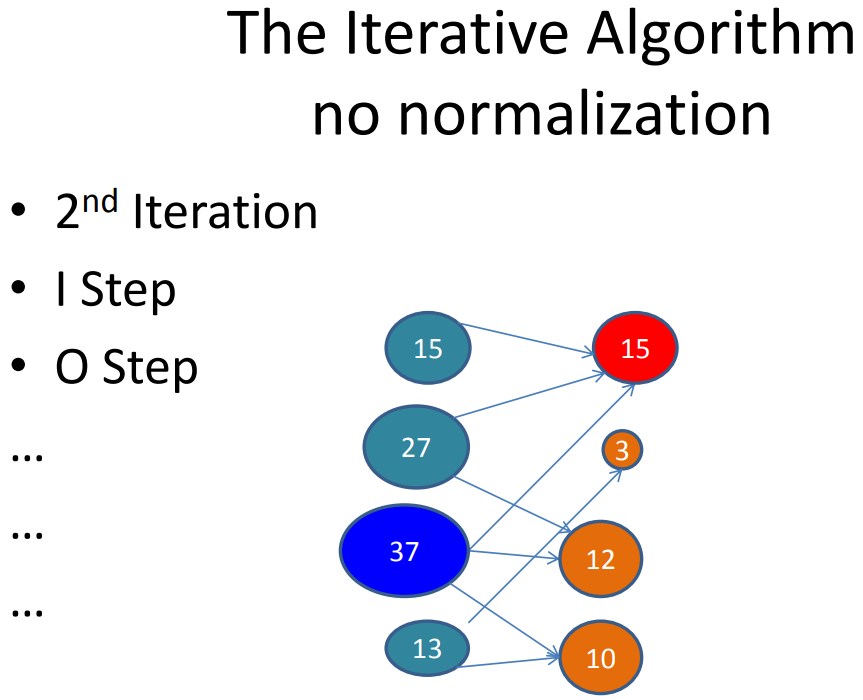 The Iterative Algorithm
no normalization
• 2nd Iteration
• I Step
• O Step
...
...
...
15
15
27
3
37
12
13
10